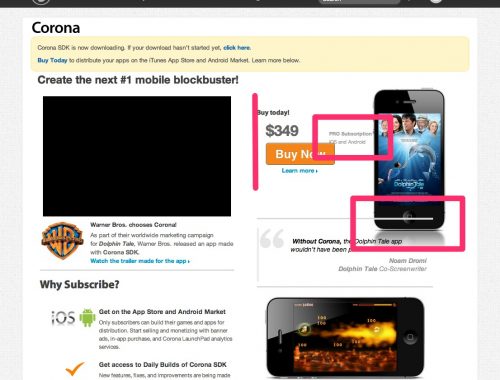 Corona
Corona SDK is now downloading. If your download hasn't started yet, click here.
Buy Today to distribute your apps on the iTunes App Store and Android Market. Learn more below.
Create the next #1 mobile blockbuster!
Buy today!
$349
PRO Subscription
iOS and Android
Buy Now
Learn more ›
DOLPHIN TALE
Warner Bros. chooses Corona!
As part of their worldwide marketing campaign
for Dolphin Tale, Warner Bros. released an app made
with Corona SDK.
Watch the trailer made for the app ›
Without Corona, the Dolphin Tale app
wouldn't have been
Noam Dromi
Dolphin Tale Co-Screenwriter
Why Subscribe?
iOS
Get on the App Store and Android Market
Only subscribers can build their games and apps for
distribution. Start selling and monetizing with banner
ads, in-app purchase, and Corona LaunchPad analytics
services.
Get access to Daily Builds of Corona SDK
New features, fixes, and improvements are being made
100
100
100
100